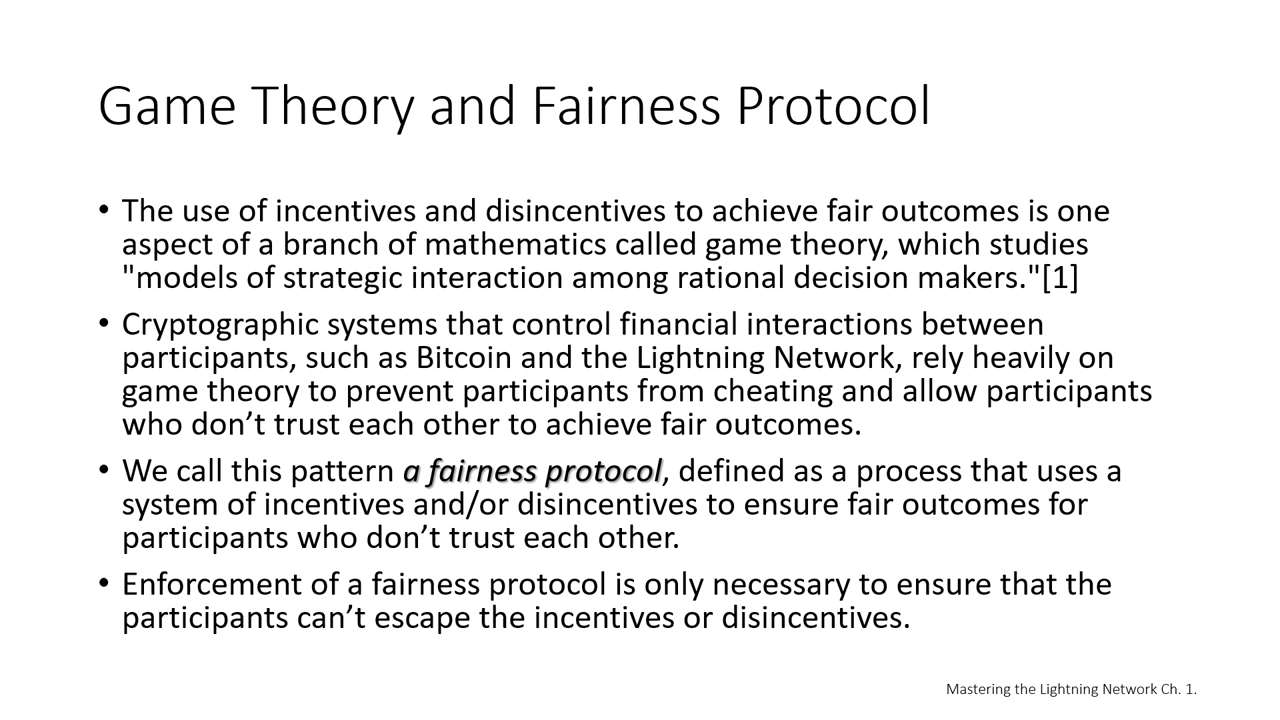 Game Theory and Fairness Protocol
• The use of incentives and disincentives to achieve fair outcomes is one
aspect of a branch of mathematics called game theory, which studies
"models of strategic interaction among rational decision makers."[1]
• Cryptographic systems that control financial interactions between
participants, such as Bitcoin and the Lightning Network, rely heavily on
game theory to prevent participants from cheating and allow participants
who don’t trust each other to achieve fair outcomes.
• We call this pattern a fairness protocol, defined as a process that uses a
system of incentives and/or disincentives to ensure fair outcomes for
participants who don’t trust each other.
• Enforcement of a fairness protocol is only necessary to ensure that the
participants can’t escape the incentives or disincentives.
Mastering the Lightning Network Ch. 1.